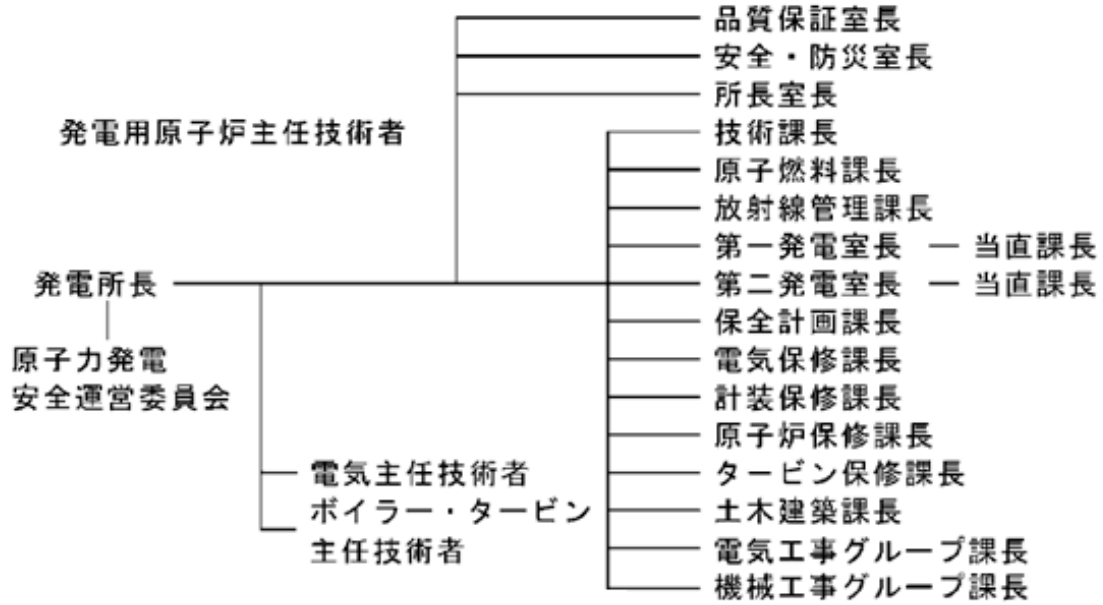 品質保証室長
安全・防災室長
所長室長
発電用原子炉主任技術者
技術課長
原子燃料課長
放射線管理課長
第一発電室長 ― 当直課長
発電所長
第二発電室長 ― 当直課長
保全計画課長
原子力発電
安全運営委員会
電気保修課長
計装保修課長
原子炉保修課長
電気主任技術者
タービン保修課長
ボイラー・タービン
主任技術者
土木建築課長
電気工事グループ課長
機械工事グループ課長